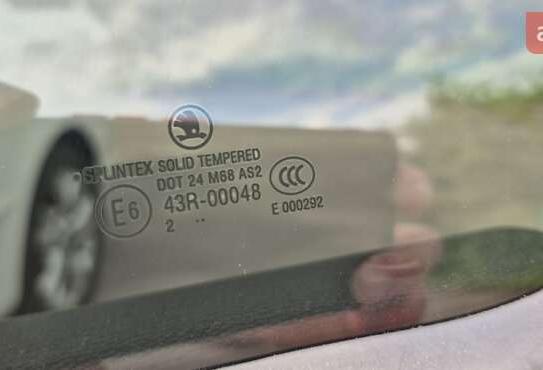 SPLINTEX SOLID TEMPERED
DOT 24 M68 AS2
CCC
E6
43R-00048
E 000292
2 ..
a